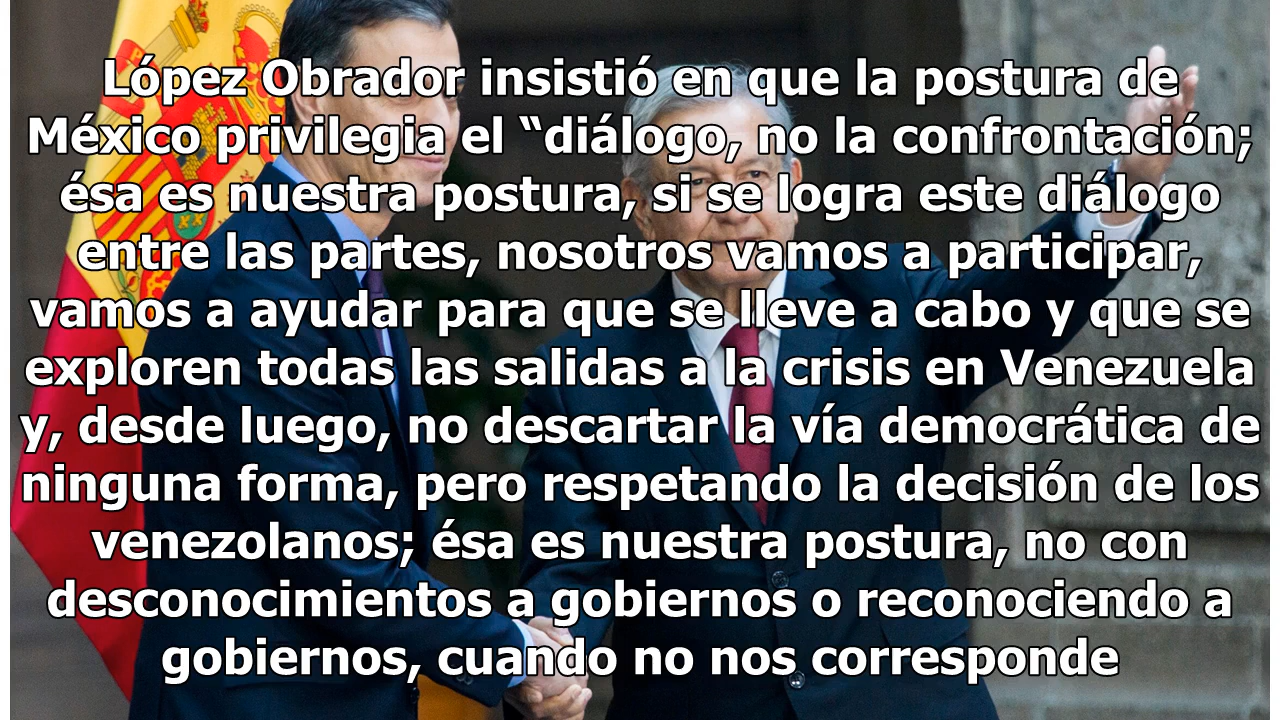 López Obrador insistió en que la postura de
México privilegia el “diálogo, no la confrontación;
ésa es nuestra postura, si se logra este diálogo
entre las partes, nosotros vamos a participar,
vamos a ayudar para que se lleve a cabo y que se
exploren todas las salidas a la crisis en Venezuela
y, desde luego, no descartar la vía democrática de
ninguna forma, pero respetando la decisión de los
venezolanos; ésa es nuestra postura, no con
desconocimientos a gobiernos o reconociendo a
gobiernos, cuando no nos corresponde